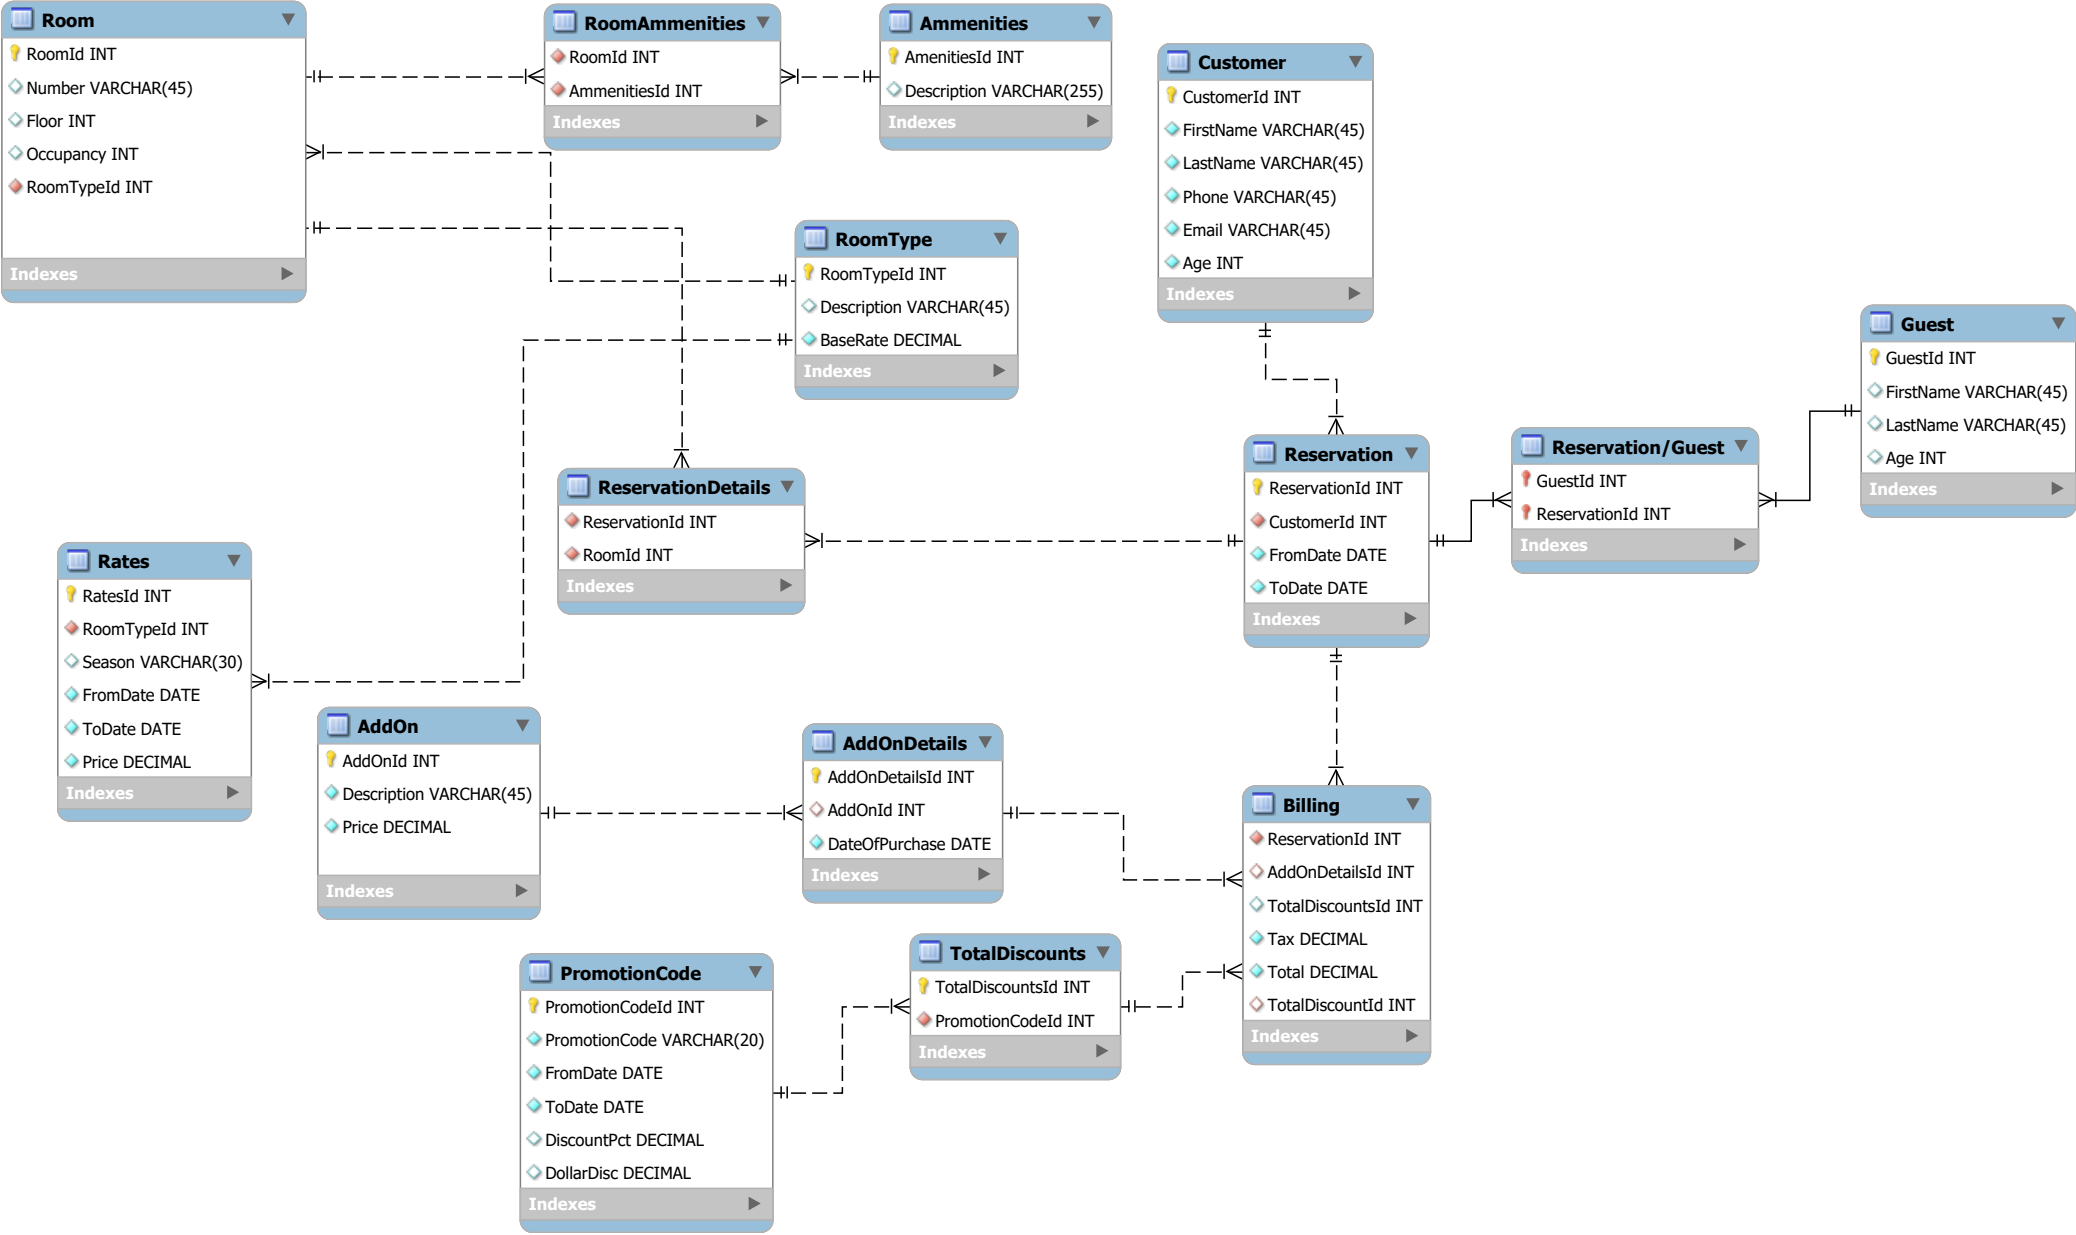 Room
RoomId INT
Number VARCHAR(45)
Floor INT
Occupancy INT
RoomTypeId INT
Indexes
RoomAmmenities
RoomId INT
AmmenitiesId INT
Indexes
Ammenities
AmenitiesId INT
Description VARCHAR(255)
Indexes
Customer
CustomerId INT
FirstName VARCHAR(45)
LastName VARCHAR(45)
Phone VARCHAR(45)
Email VARCHAR(45)
Age INT
Indexes
RoomType
RoomTypeId INT
Description VARCHAR(45)
BaseRate DECIMAL
Indexes
Guest
GuestId INT
FirstName VARCHAR(45)
LastName VARCHAR(45)
Age INT
Indexes
Reservation
ReservationId INT
CustomerId INT
FromDate DATE
ToDate DATE
Indexes
Reservation/Guest
GuestId INT
ReservationId INT
Indexes
ReservationDetails
ReservationId INT
RoomId INT
Indexes
Rates
RatesId INT
RoomTypeId INT
Season VARCHAR(30)
FromDate DATE
ToDate DATE
Price DECIMAL
Indexes
AddOn
AddOnId INT
Description VARCHAR(45)
Price DECIMAL
Indexes
AddOnDetails
AddOnDetailsId INT
AddOnId INT
DateOfPurchase DATE
Indexes
Billing
ReservationId INT
AddOnDetailsId INT
TotalDiscountsId INT
Tax DECIMAL
Total DECIMAL
TotalDiscountId INT
Indexes
TotalDiscounts
TotalDiscountsId INT
PromotionCodeId INT
Indexes
PromotionCode
PromotionCodeId INT
PromotionCode VARCHAR(20)
FromDate DATE
ToDate DATE
DiscountPct DECIMAL
DollarDisc DECIMAL
Indexes